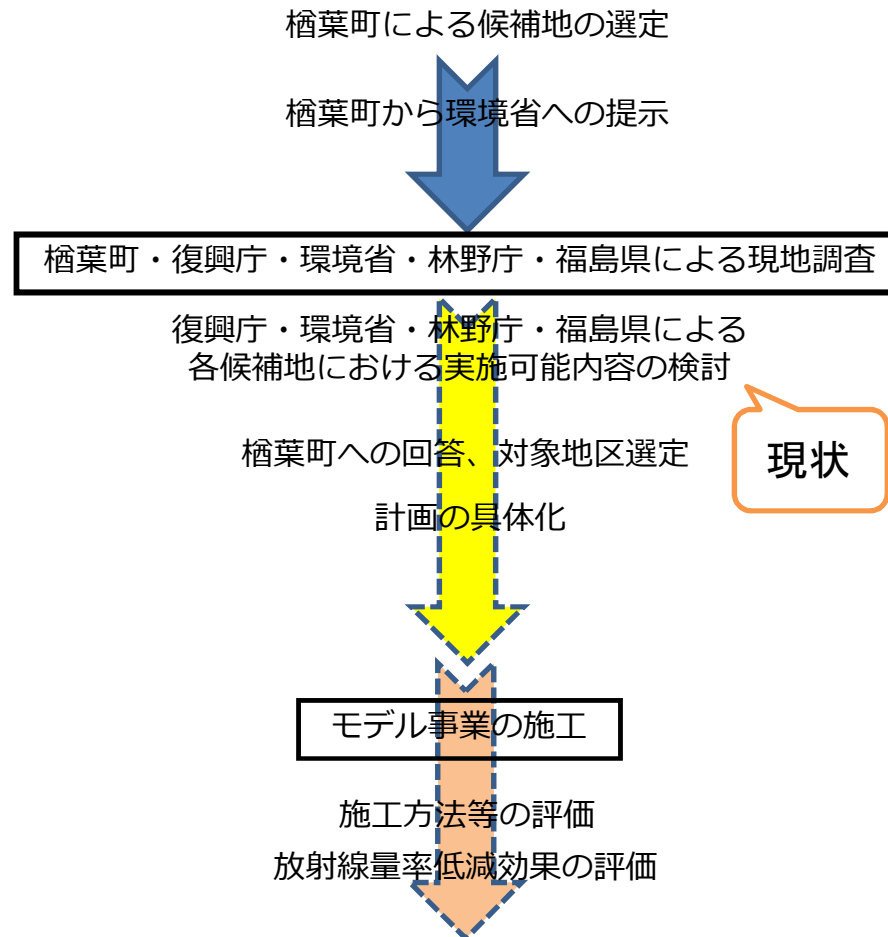 楢葉町による候補地の選定
楢葉町から環境省への提示
楢葉町・復興庁・環境省・林野庁・福島県による現地調査
復興庁・環境省・林野庁・福島県による
各候補地における実施可能内容の検討
現状
楢葉町への回答、対象地区選定
計画の具体化
モデル事業の施工
施工方法等の評価
放射線量率低減効果の評価